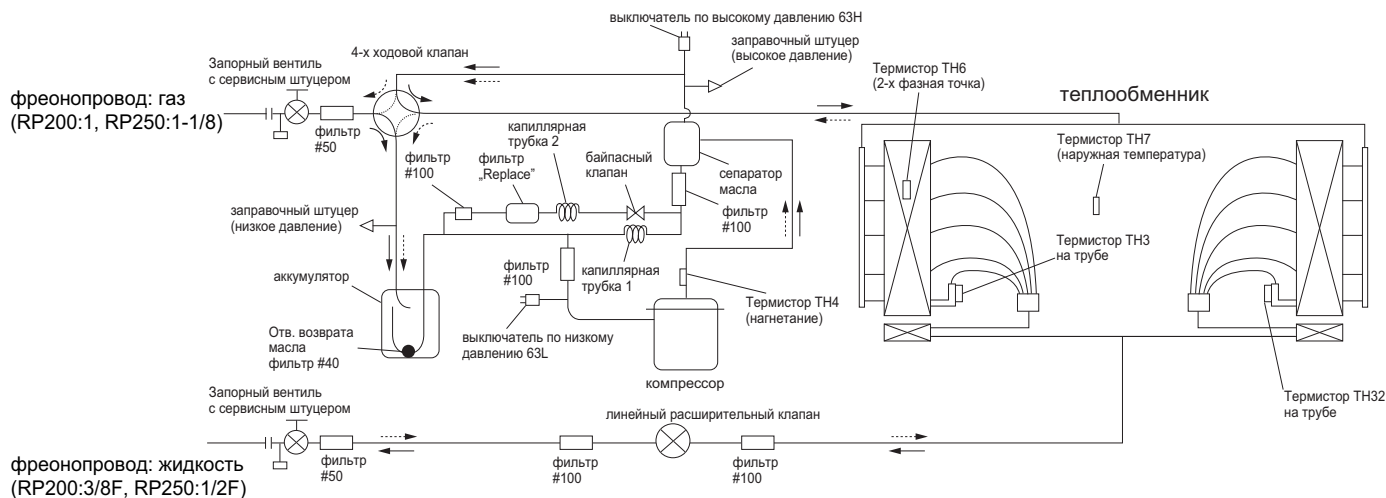 выключатель по высокому давлению 63H
заправочный штуцер
(высокое давление)
4-х ходовой клапан
Запорный вентиль
с сервисным штуцером
Термистор TH6
(2-х фазная точка)
теплообменник
фреонопровод: газ
(RP200:1, RP250:1-1/8)
фильтр
#50
фильтр
#100
фильтр
„Replace”
капиллярная
трубка 2
байпасный
клапан
сепаратор
масла
фильтр
#100
Термистор TH7
(наружная температура)
заправочный штуцер
(низкое давление)
Термистор TH3
на трубе
аккумулятор
фильтр
#100
капиллярная
трубка 1
Термистор TH4
(нагнетание)
Отв. возврата
масла
фильтр #40
выключатель по низкому
давлению 63L
компрессор
Запорный вентиль
с сервисным штуцером
линейный расширительный клапан
Термистор TH32
на трубе
фреонопровод: жидкость
(RP200:3/8F, RP250:1/2F)
фильтр
#50
фильтр
#100
фильтр
#100